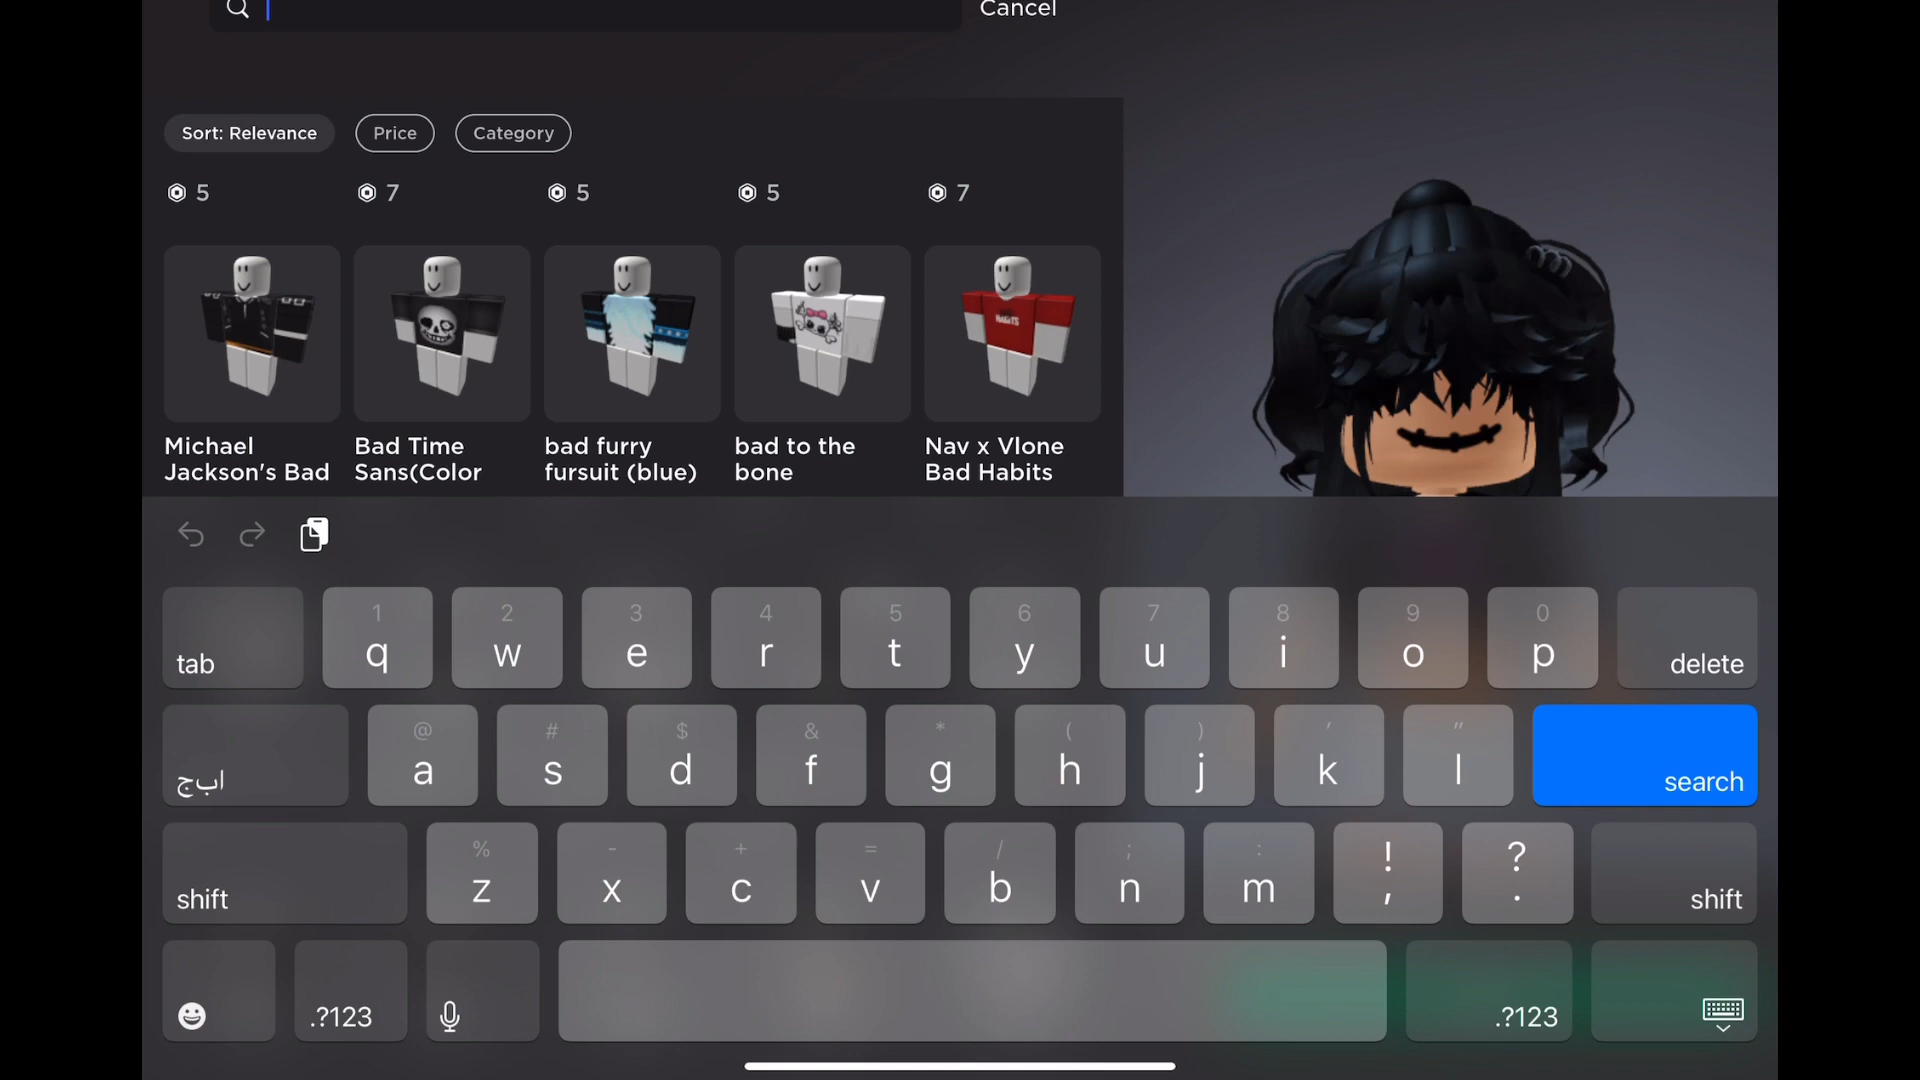 Cancel
Sort: Relevance Price Category
5 7 5 5 7
HABITS
Michael Jackson's Bad
Bad Time Sans(Color
bad furry fursuit (blue)
bad to the bone
Nav x Vlone Bad Habits
1 2 3 4 5 6 7 8 9 0
tab q w e r t y u i o p delete
@ # $ & * ( ) ' "
ابج a s d f g h j k l search
% - + = / ; : ! ?
shift z x c v b n m , . shift
.?123 .?123